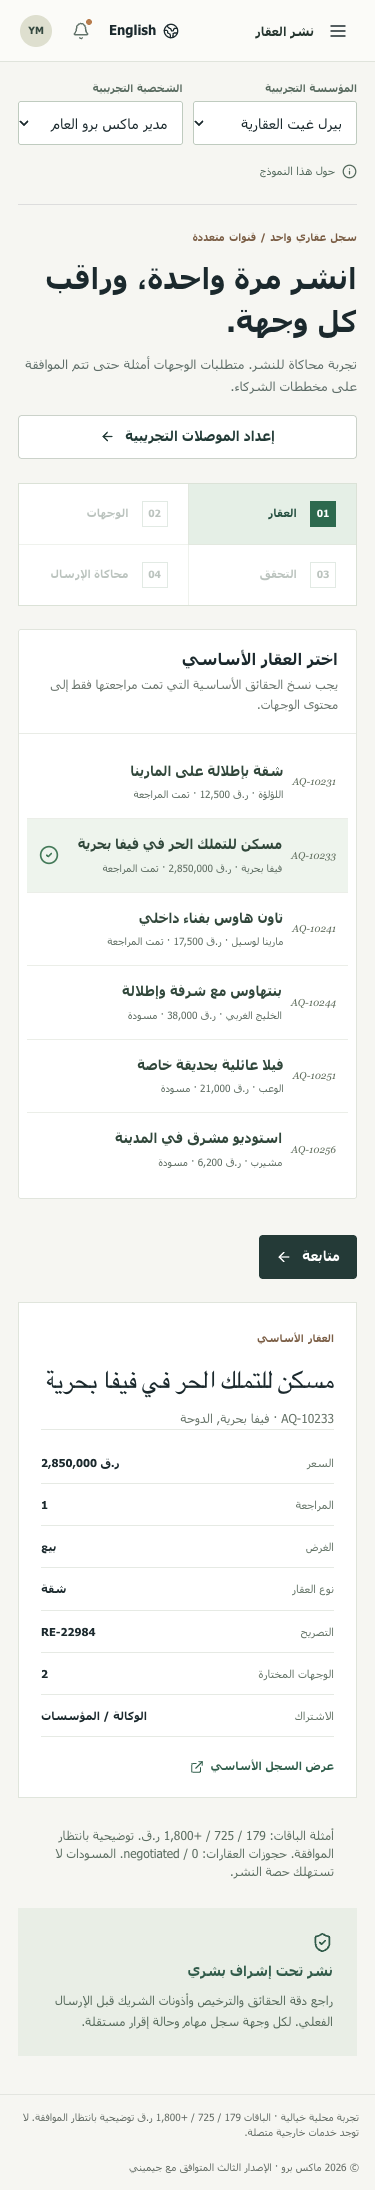 نشر العقار
English
YM
المؤسسة التجريبية
الشخصية التجريبية
بيرل غيت العقارية
مدير ماكس برو العام
حول هذا النموذج
سجل عقاري واحد / قنوات متعددة
انشر مرة واحدة، وراقب
كل وجهة.
تجربة محاكاة للنشر. متطلبات الوجهات أمثلة حتى تتم الموافقة
على مخططات الشركاء.
إعداد الموصلات التجريبية
01 العقار
02 الوجهات
03 التحقق
04 محاكاة الإرسال
اختر العقار الأساسي
يجب نسخ الحقائق الأساسية التي تمت مراجعتها فقط إلى
محتوى الوجهات.
AQ-10231
شقة بإطلالة على المارينا
اللؤلؤة · ر.ق 12,500 · تمت المراجعة
AQ-10233
مسكن للتملك الحر في فيفا بحرية
فيفا بحرية · ر.ق 2,850,000 · تمت المراجعة
AQ-10241
تاون هاوس بفناء داخلي
مارينا لوسيل · ر.ق 17,500 · تمت المراجعة
AQ-10244
بنتهاوس مع شرفة وإطلالة
الخليج الغربي · ر.ق 38,000 · مسودة
AQ-10251
فيلا عائلية بحديقة خاصة
الوعب · ر.ق 21,000 · مسودة
AQ-10256
استوديو مشرق في المدينة
مشيرب · ر.ق 6,200 · مسودة
متابعة
العقار الأساسي
مسكن للتملك الحر في فيفا بحرية
AQ-10233 · فيفا بحرية, الدوحة
السعر ر.ق 2,850,000
المراجعة 1
الغرض بيع
نوع العقار شقة
التصريح RE-22984
الوجهات المختارة 2
الاشتراك الوكالة / المؤسسات
عرض السجل الأساسي
أمثلة الباقات: 179 / 725 / +1,800 ر.ق. توضيحية بانتظار
الموافقة. حجوزات العقارات: 0 / negotiated. المسودات لا
تستهلك حصة النشر.
نشر تحت إشراف بشري
راجع دقة الحقائق والترخيص وأذونات الشريك قبل الإرسال
الفعلي. لكل وجهة سجل مهام وحالة إقرار مستقلة.
تجربة محلية خيالية · الباقات 179 / 725 / +1,800 ر.ق توضيحية بانتظار الموافقة. لا
توجد خدمات خارجية متصلة.
© 2026 ماكس برو · الإصدار الثالث المتوافق مع جيميني